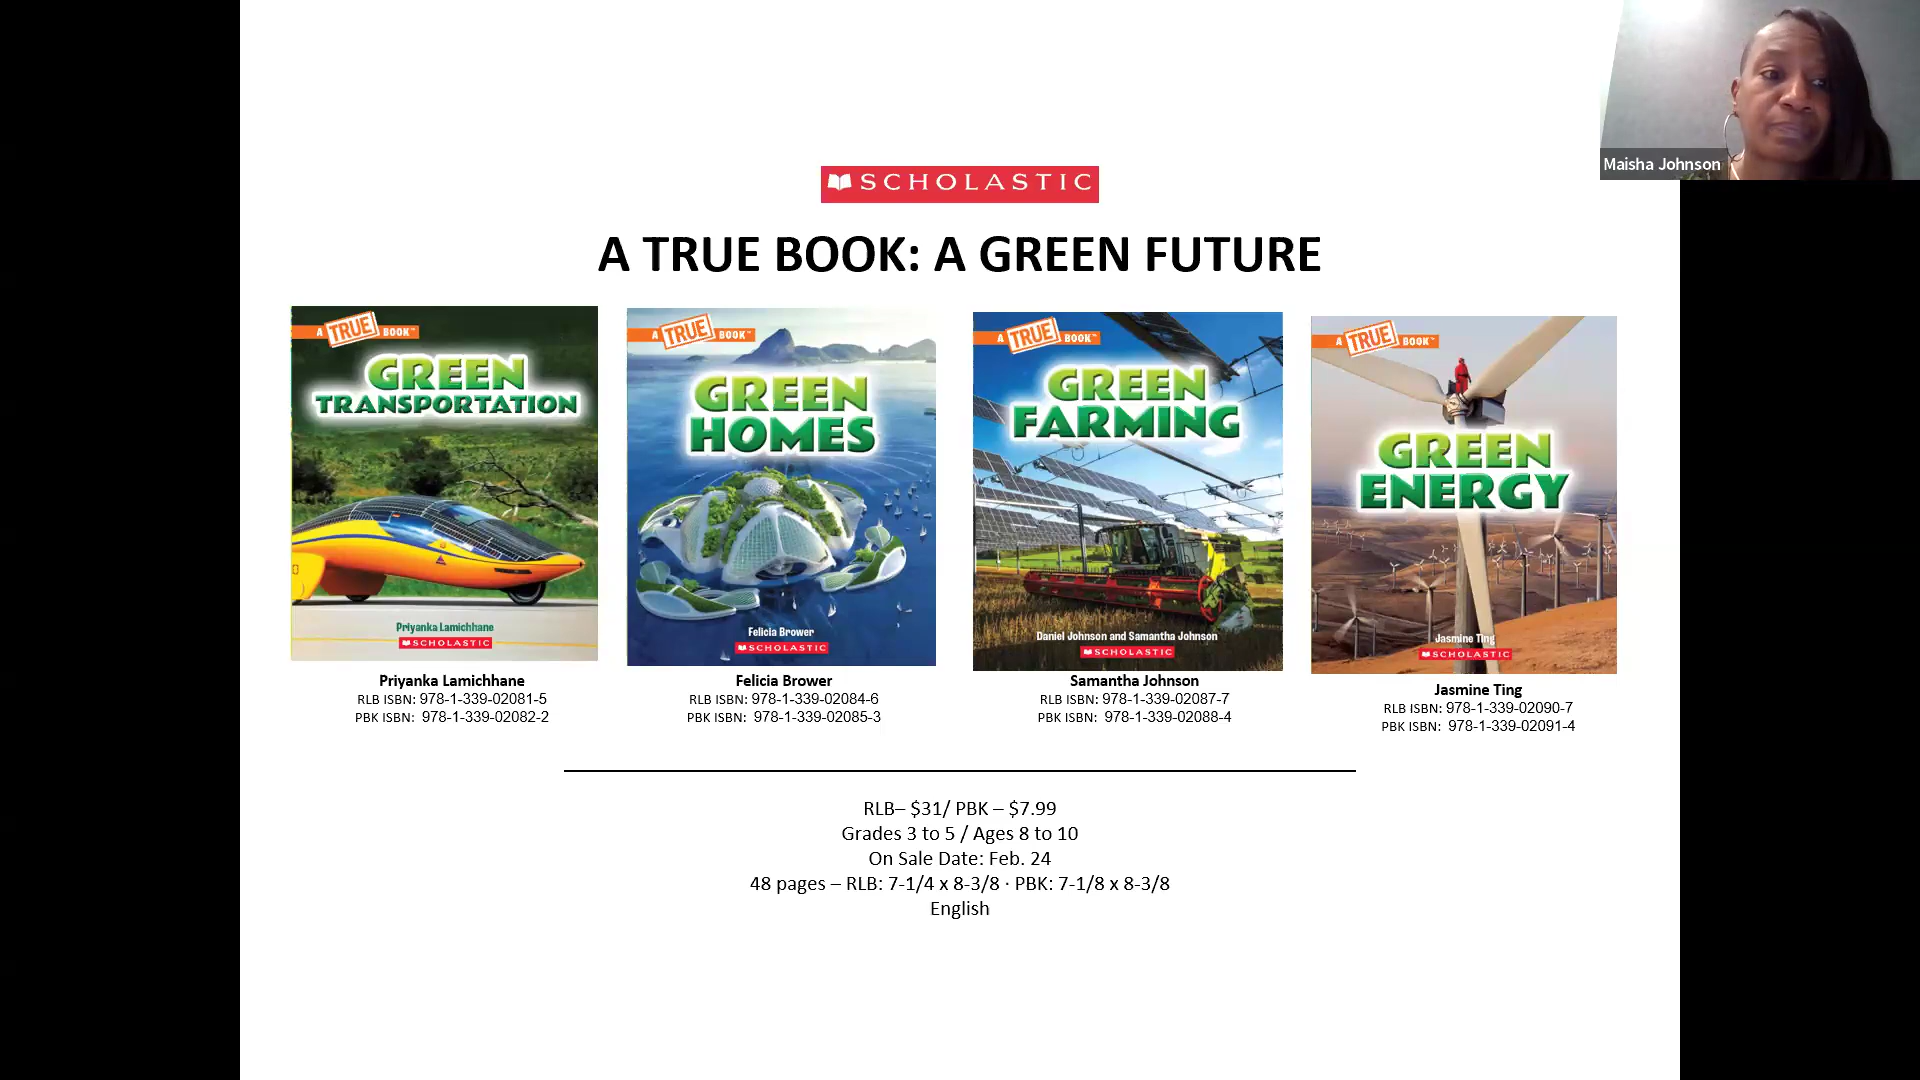 Maisha Johnson
SCHOLASTIC
A TRUE BOOK: A GREEN FUTURE
A TRUE BOOK™
GREEN
TRANSPORTATION
Priyanka Lamichhane
SCHOLASTIC
Priyanka Lamichhane
RLB ISBN: 978-1-339-02081-5
PBK ISBN: 978-1-339-02082-2
A TRUE BOOK™
GREEN
HOMES
Felicia Brower
SCHOLASTIC
Felicia Brower
RLB ISBN: 978-1-339-02084-6
PBK ISBN: 978-1-339-02085-3
A TRUE BOOK™
GREEN
FARMING
Daniel Johnson and Samantha Johnson
SCHOLASTIC
Samantha Johnson
RLB ISBN: 978-1-339-02087-7
PBK ISBN: 978-1-339-02088-4
A TRUE BOOK™
GREEN
ENERGY
Jasmine Ting
SCHOLASTIC
Jasmine Ting
RLB ISBN: 978-1-339-02090-7
PBK ISBN: 978-1-339-02091-4
RLB– $31/ PBK – $7.99
Grades 3 to 5 / Ages 8 to 10
On Sale Date: Feb. 24
48 pages – RLB: 7-1/4 x 8-3/8 · PBK: 7-1/8 x 8-3/8
English